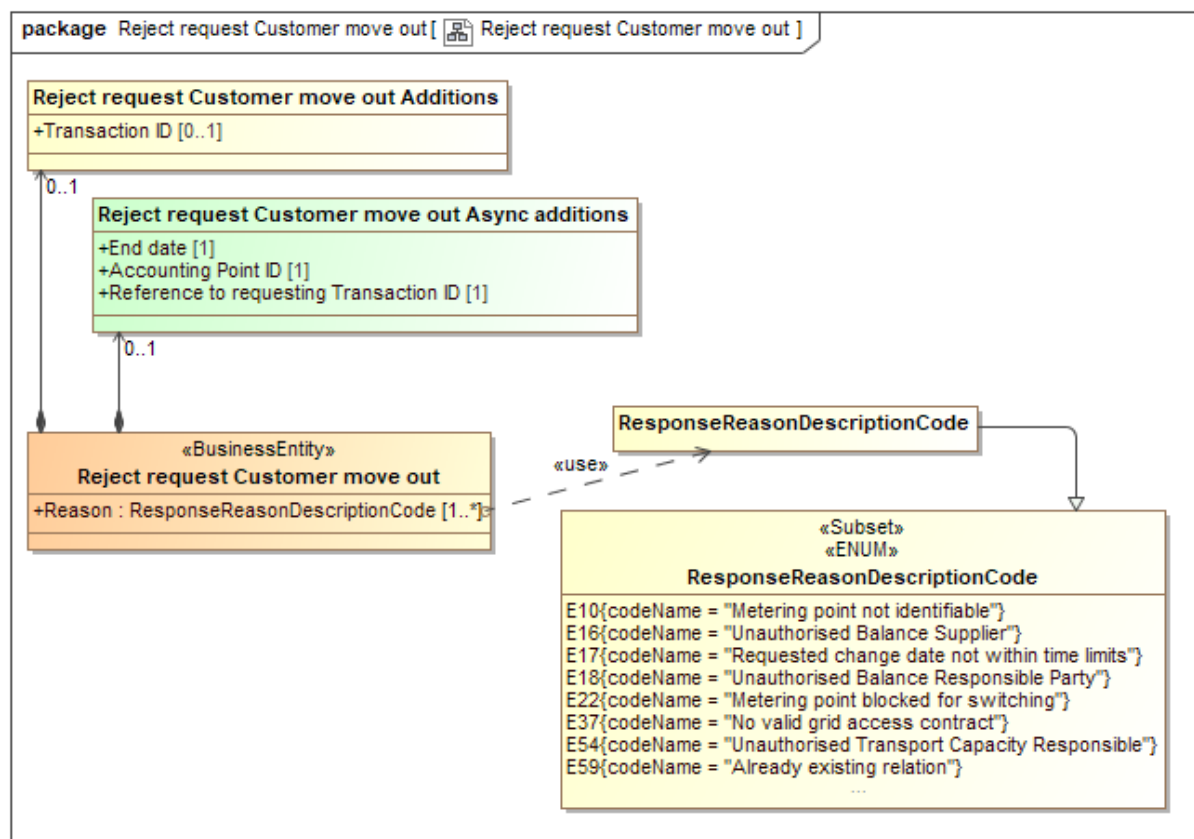 package Reject request Customer move out[ Reject request Customer move out ]
Reject request Customer move out Additions
+Transaction ID [0..1]
0..1
Reject request Customer move out Async additions
+End date [1]
+Accounting Point ID [1]
+Reference to requesting Transaction ID [1]
0..1
«BusinessEntity»
Reject request Customer move out
+Reason : ResponseReasonDescriptionCode [1..*]
«use»
ResponseReasonDescriptionCode
«Subset»
«ENUM»
ResponseReasonDescriptionCode
E10{codeName = "Metering point not identifiable"}
E16{codeName = "Unauthorised Balance Supplier"}
E17{codeName = "Requested change date not within time limits"}
E18{codeName = "Unauthorised Balance Responsible Party"}
E22{codeName = "Metering point blocked for switching"}
E37{codeName = "No valid grid access contract"}
E54{codeName = "Unauthorised Transport Capacity Responsible"}
E59{codeName = "Already existing relation"}
...